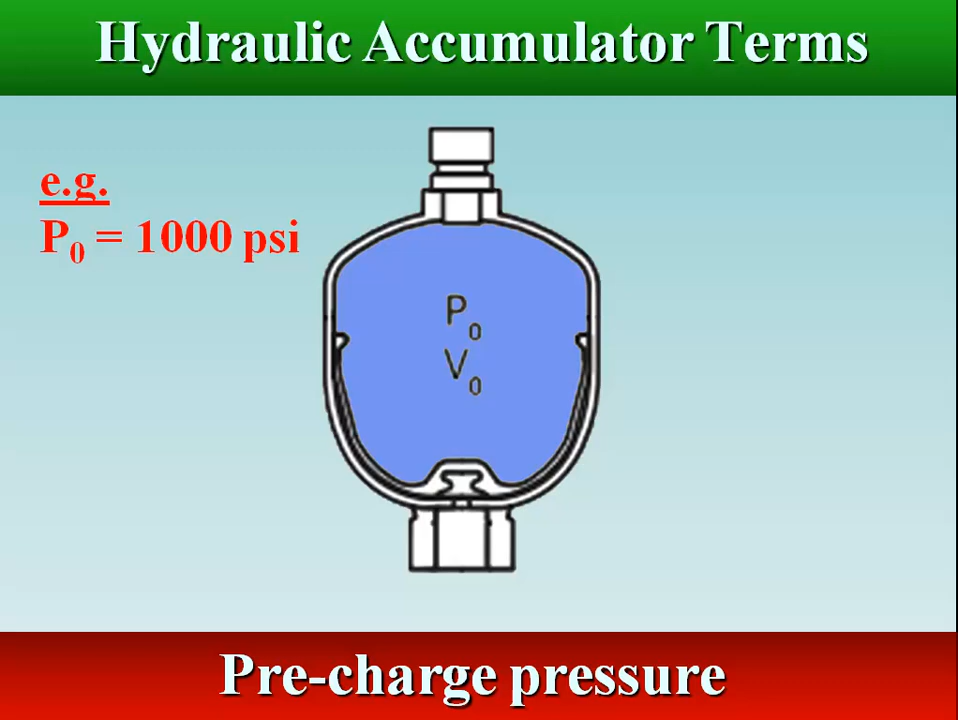 Hydraulic Accumulator Terms
e.g.
P₀ = 1000 psi
P₀
V₀
Pre-charge pressure